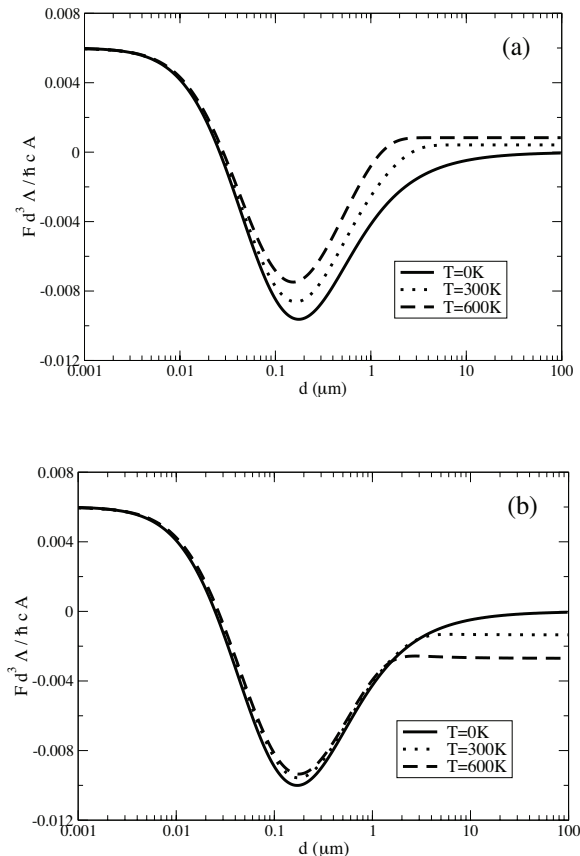 (a)
0.008
0.004
0
-0.004
-0.008
-0.012
F d³ Λ / ħ c A
T=0K
T=300K
T=600K
0.001 0.01 0.1 1 10 100
d (μm)
(b)
0.008
0.004
0
-0.004
-0.008
-0.012
F d³ Λ / ħ c A
T=0K
T=300K
T=600K
0.001 0.01 0.1 1 10 100
d (μm)